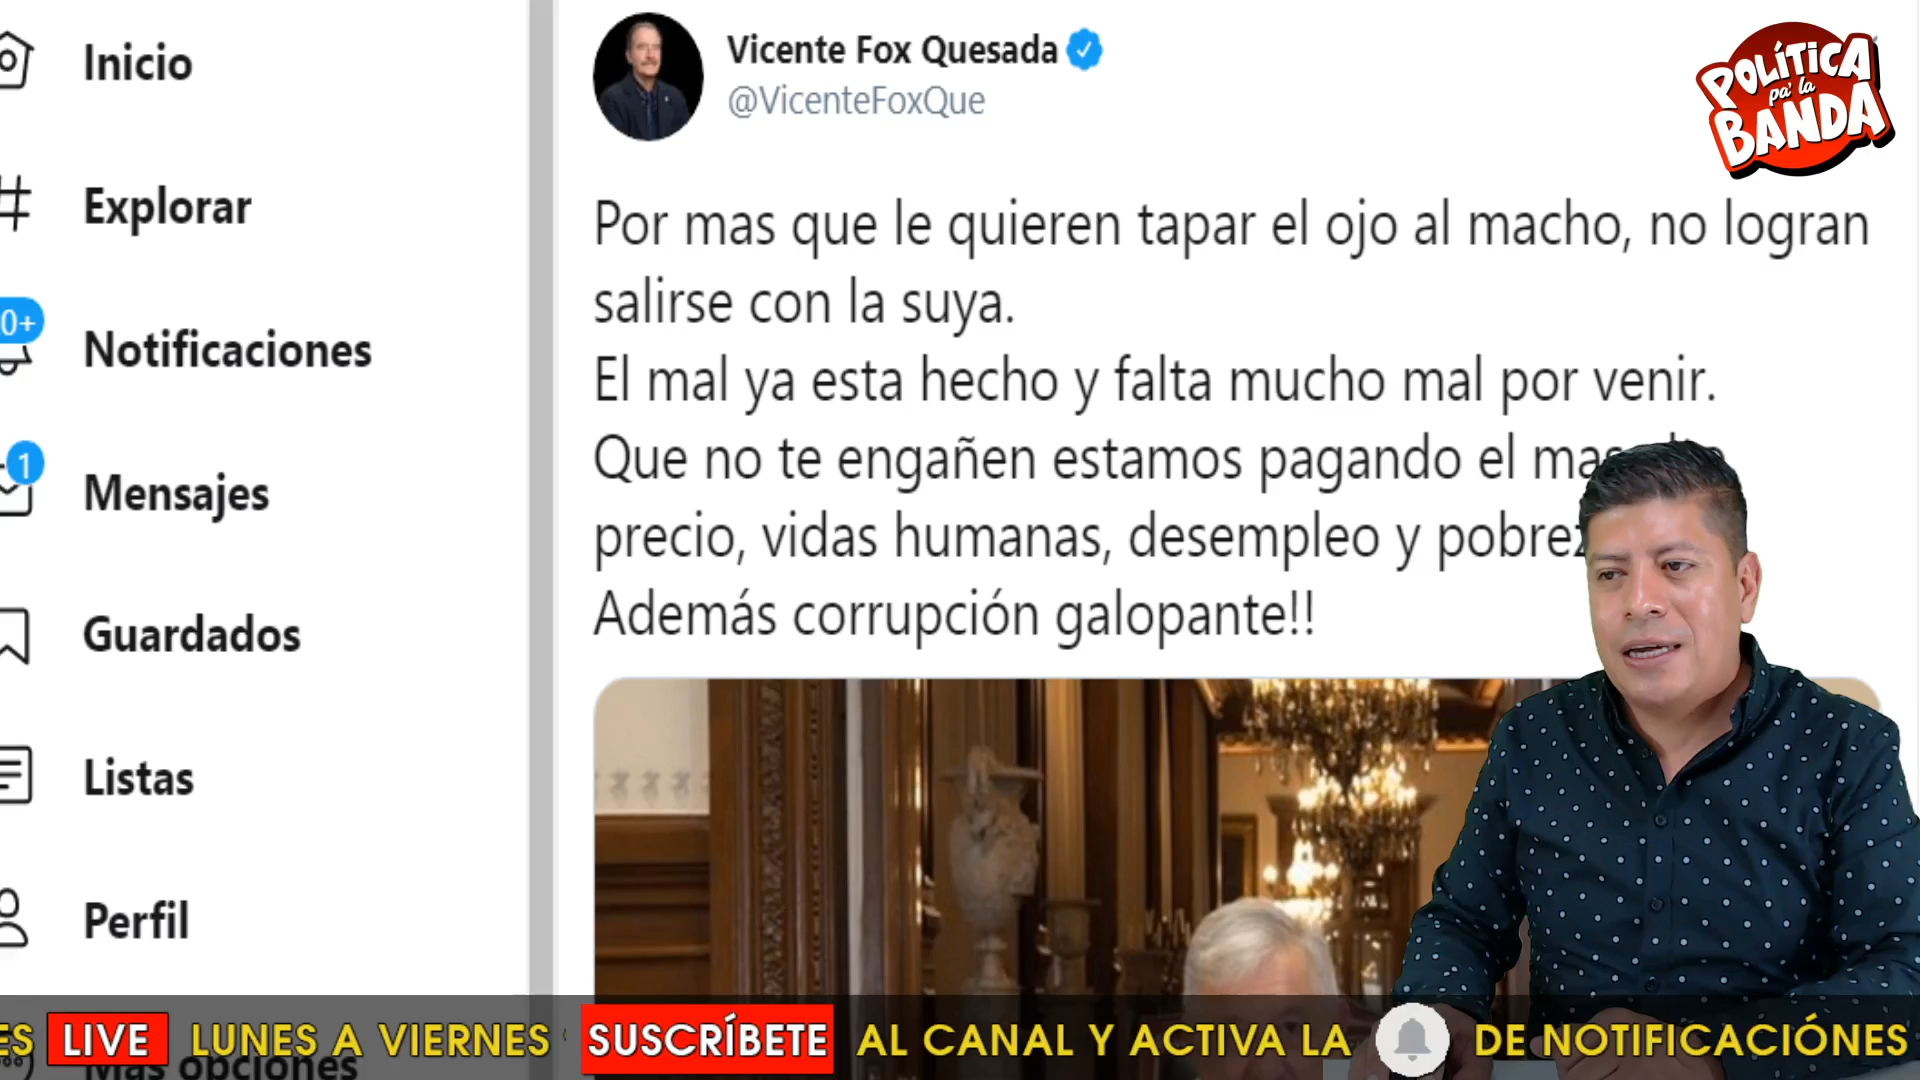 Inicio
Explorar
0+
Notificaciones
1
Mensajes
Guardados
Listas
Perfil
Más opciones
Vicente Fox Quesada
@VicenteFoxQue
Por mas que le quieren tapar el ojo al macho, no logran
salirse con la suya.
El mal ya esta hecho y falta mucho mal por venir.
Que no te engañen estamos pagando el mas
precio, vidas humanas, desempleo y
Además corrupción galopante!!
POLÍTICA
pa' la
BANDA
LIVE LUNES A VIERNES SUSCRÍBETE AL CANAL Y ACTIVA LA DE NOTIFICACIÓNES